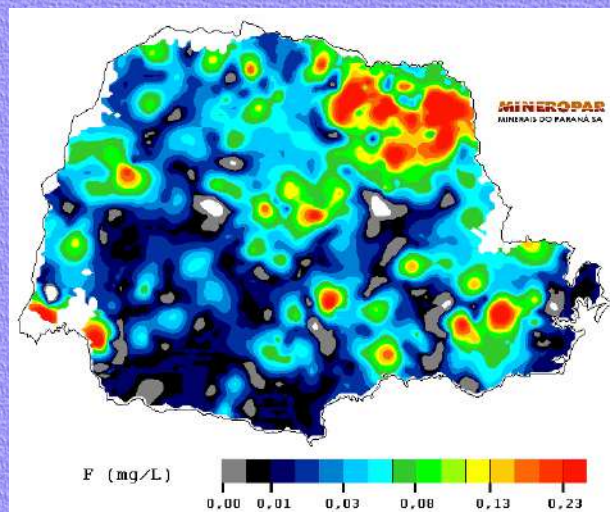 MINEROPAR
MINERAIS DO PARANÁ SA
F (mg/L)
0,00 0,01 0,03 0,08 0,13 0,23